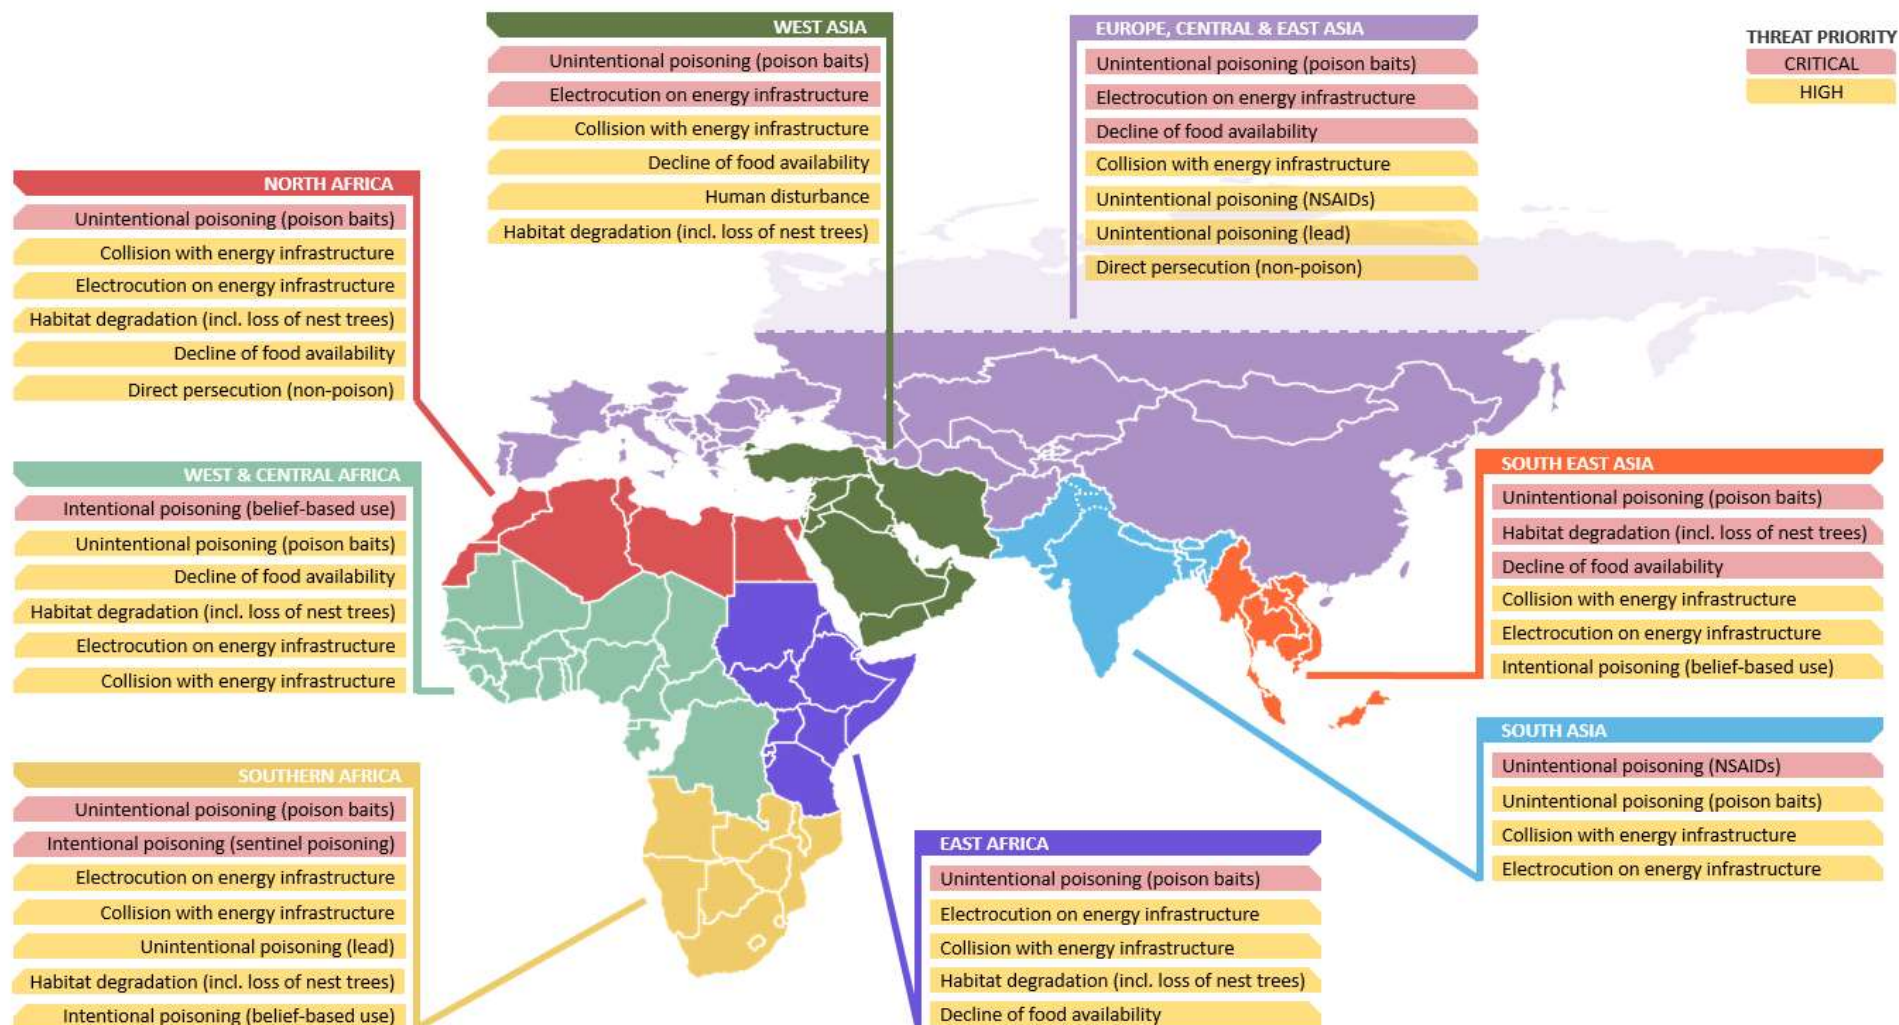 WEST ASIA
Unintentional poisoning (poison baits)
Electrocution on energy infrastructure
Collision with energy infrastructure
Decline of food availability
Human disturbance
Habitat degradation (incl. loss of nest trees)
EUROPE, CENTRAL & EAST ASIA
Unintentional poisoning (poison baits)
Electrocution on energy infrastructure
Decline of food availability
Collision with energy infrastructure
Unintentional poisoning (NSAIDs)
Unintentional poisoning (lead)
Direct persecution (non-poison)
THREAT PRIORITY
CRITICAL
HIGH
NORTH AFRICA
Unintentional poisoning (poison baits)
Collision with energy infrastructure
Electrocution on energy infrastructure
Habitat degradation (incl. loss of nest trees)
Decline of food availability
Direct persecution (non-poison)
WEST & CENTRAL AFRICA
Intentional poisoning (belief-based use)
Unintentional poisoning (poison baits)
Decline of food availability
Habitat degradation (incl. loss of nest trees)
Electrocution on energy infrastructure
Collision with energy infrastructure
SOUTH EAST ASIA
Unintentional poisoning (poison baits)
Habitat degradation (incl. loss of nest trees)
Decline of food availability
Collision with energy infrastructure
Electrocution on energy infrastructure
Intentional poisoning (belief-based use)
SOUTH ASIA
Unintentional poisoning (NSAIDs)
Unintentional poisoning (poison baits)
Collision with energy infrastructure
Electrocution on energy infrastructure
SOUTHERN AFRICA
Unintentional poisoning (poison baits)
Intentional poisoning (sentinel poisoning)
Electrocution on energy infrastructure
Collision with energy infrastructure
Unintentional poisoning (lead)
Habitat degradation (incl. loss of nest trees)
Intentional poisoning (belief-based use)
EAST AFRICA
Unintentional poisoning (poison baits)
Electrocution on energy infrastructure
Collision with energy infrastructure
Habitat degradation (incl. loss of nest trees)
Decline of food availability